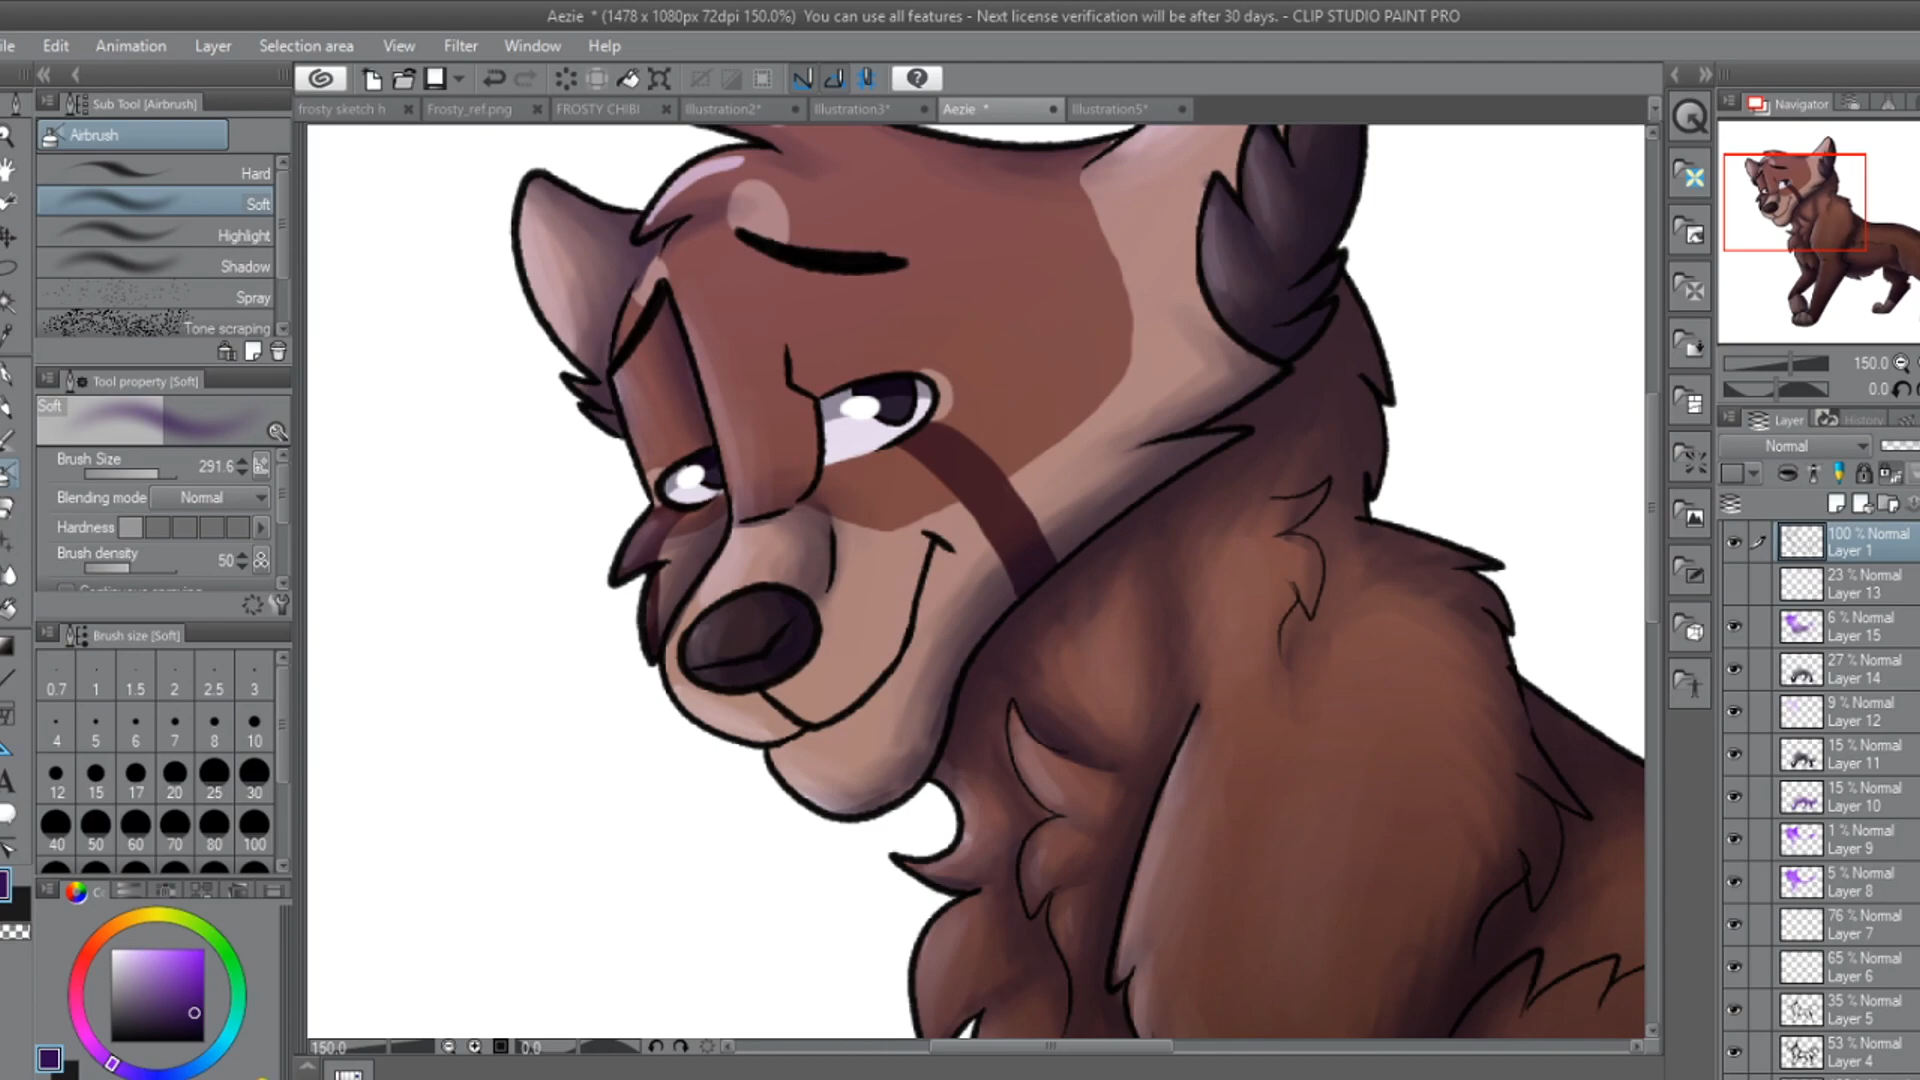 Aezie * (1478 x 1080px 72dpi 150.0%) You can use all features - Next license verification will be after 30 days. - CLIP STUDIO PAINT PRO
ile Edit Animation Layer Selection area View Filter Window Help
Sub Tool [Airbrush]
frosty sketch h Frosty_ref.png FROSTY CHIBI Illustration2* Illustration3* Aezie * Illustration5*
Navigator
Airbrush
Hard
Soft
Highlight
Shadow
Spray
Tone scraping
Tool property [Soft]
Soft
Brush Size 291.6
Blending mode Normal
Hardness
Brush density 50
Continuous spraying
Brush size [Soft]
0.7 1 1.5 2 2.5 3
4 5 6 7 8 10
12 15 17 20 25 30
40 50 60 70 80 100
150.0 0.0
150.0
0.0
Layer History
Normal
100 % Normal
Layer 1
23 % Normal
Layer 13
6 % Normal
Layer 15
27 % Normal
Layer 14
9 % Normal
Layer 12
15 % Normal
Layer 11
15 % Normal
Layer 10
1 % Normal
Layer 9
5 % Normal
Layer 8
76 % Normal
Layer 7
65 % Normal
Layer 6
35 % Normal
Layer 5
53 % Normal
Layer 4